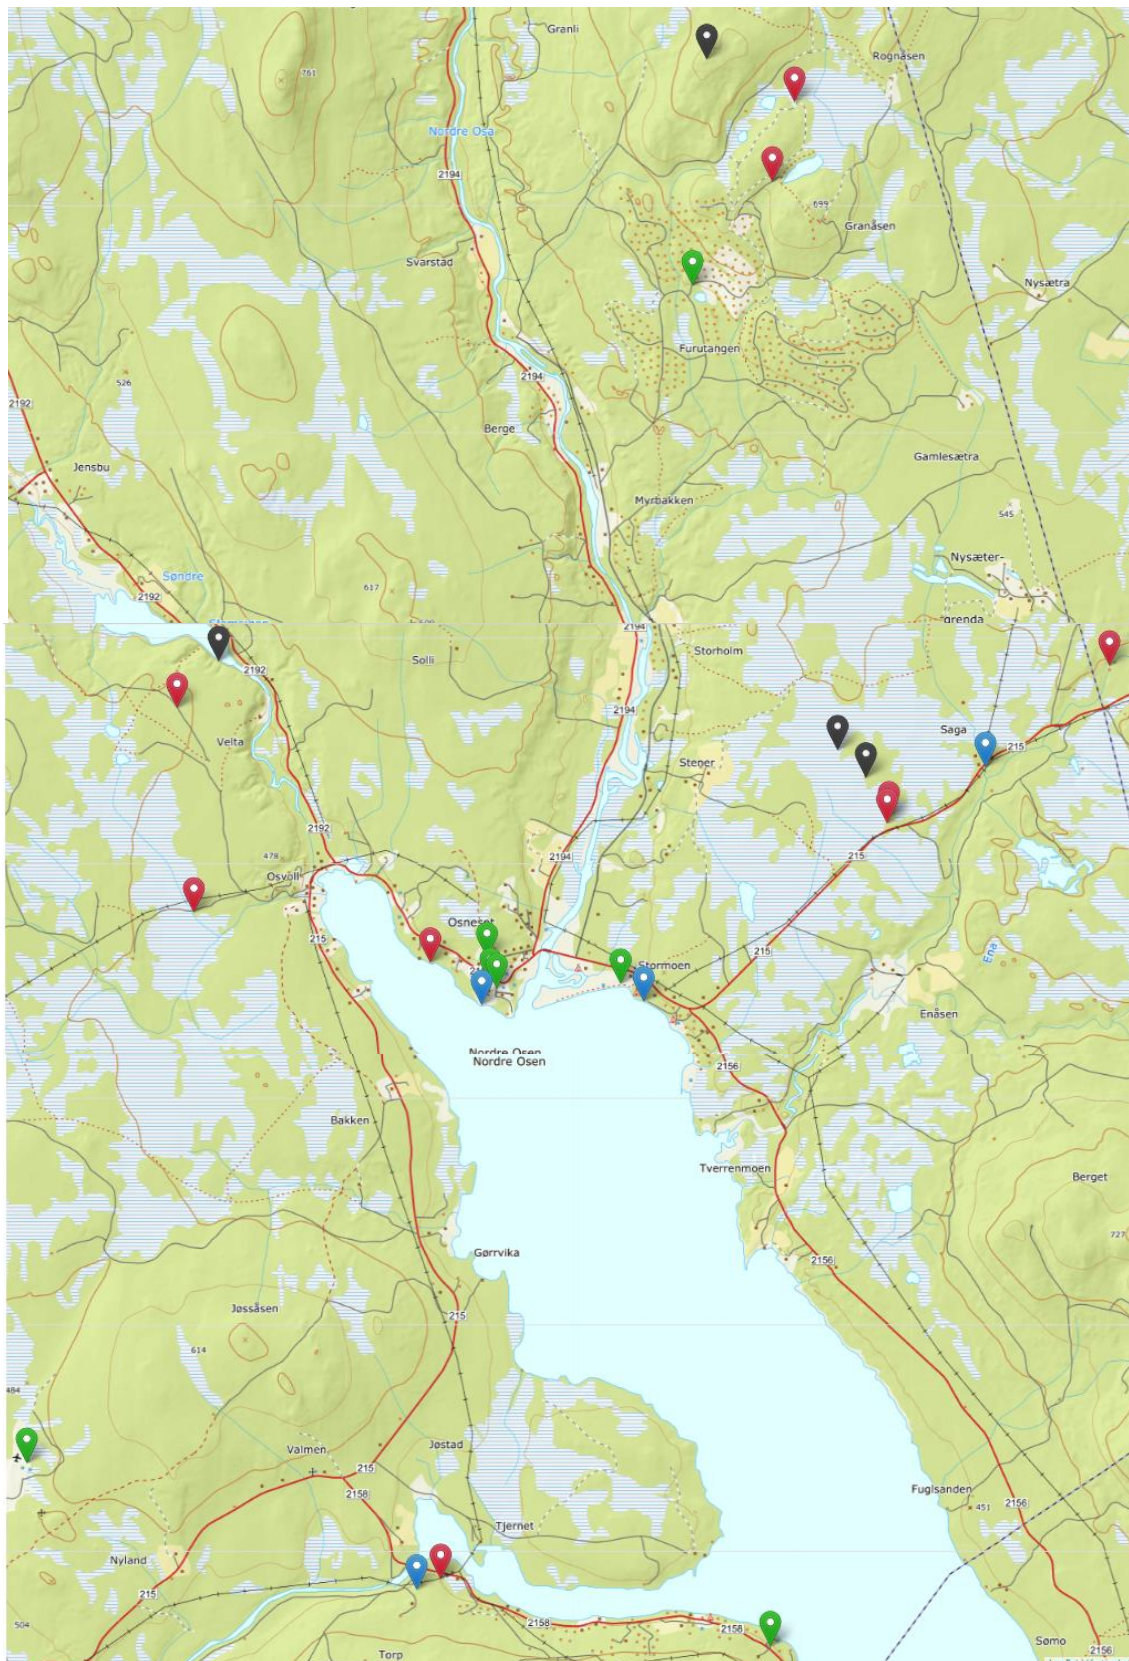 Granli
Rognåsen
761
Nordre Osa
2194
699
Granåsen
Svarstad
Nysætra
Furutangen
2194
526
2192
Berge
Gamlesætra
Jensbu
Myrbakken
545
Nysæter-
Søndre
617
2192
grenda
2194
Storholm
Solli
2192
2194
Saga
Velta
215
Stener
2192
2194
215
478
Osvoll
Osneset
215
215
Stormoen
Ena
Enåsen
Nordre Osen
Nordre Osen
2156
Bakken
Tverrenmoen
Berget
727
Gørrvika
2156
Jøssåsen
215
614
484
Jøstad
Valmen
215
2158
Fuglsanden
451
2156
Tjernet
Nyland
215
504
2158
2158
Sømo
Torp
2156